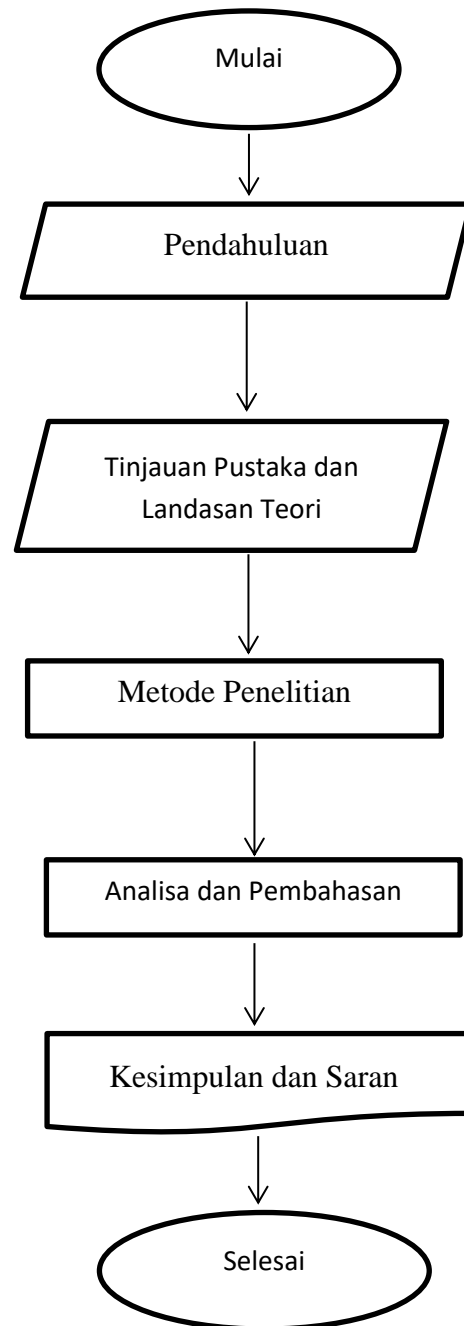 Mulai
Pendahuluan
Tinjauan Pustaka dan
Landasan Teori
Metode Penelitian
Analisa dan Pembahasan
Kesimpulan dan Saran
Selesai